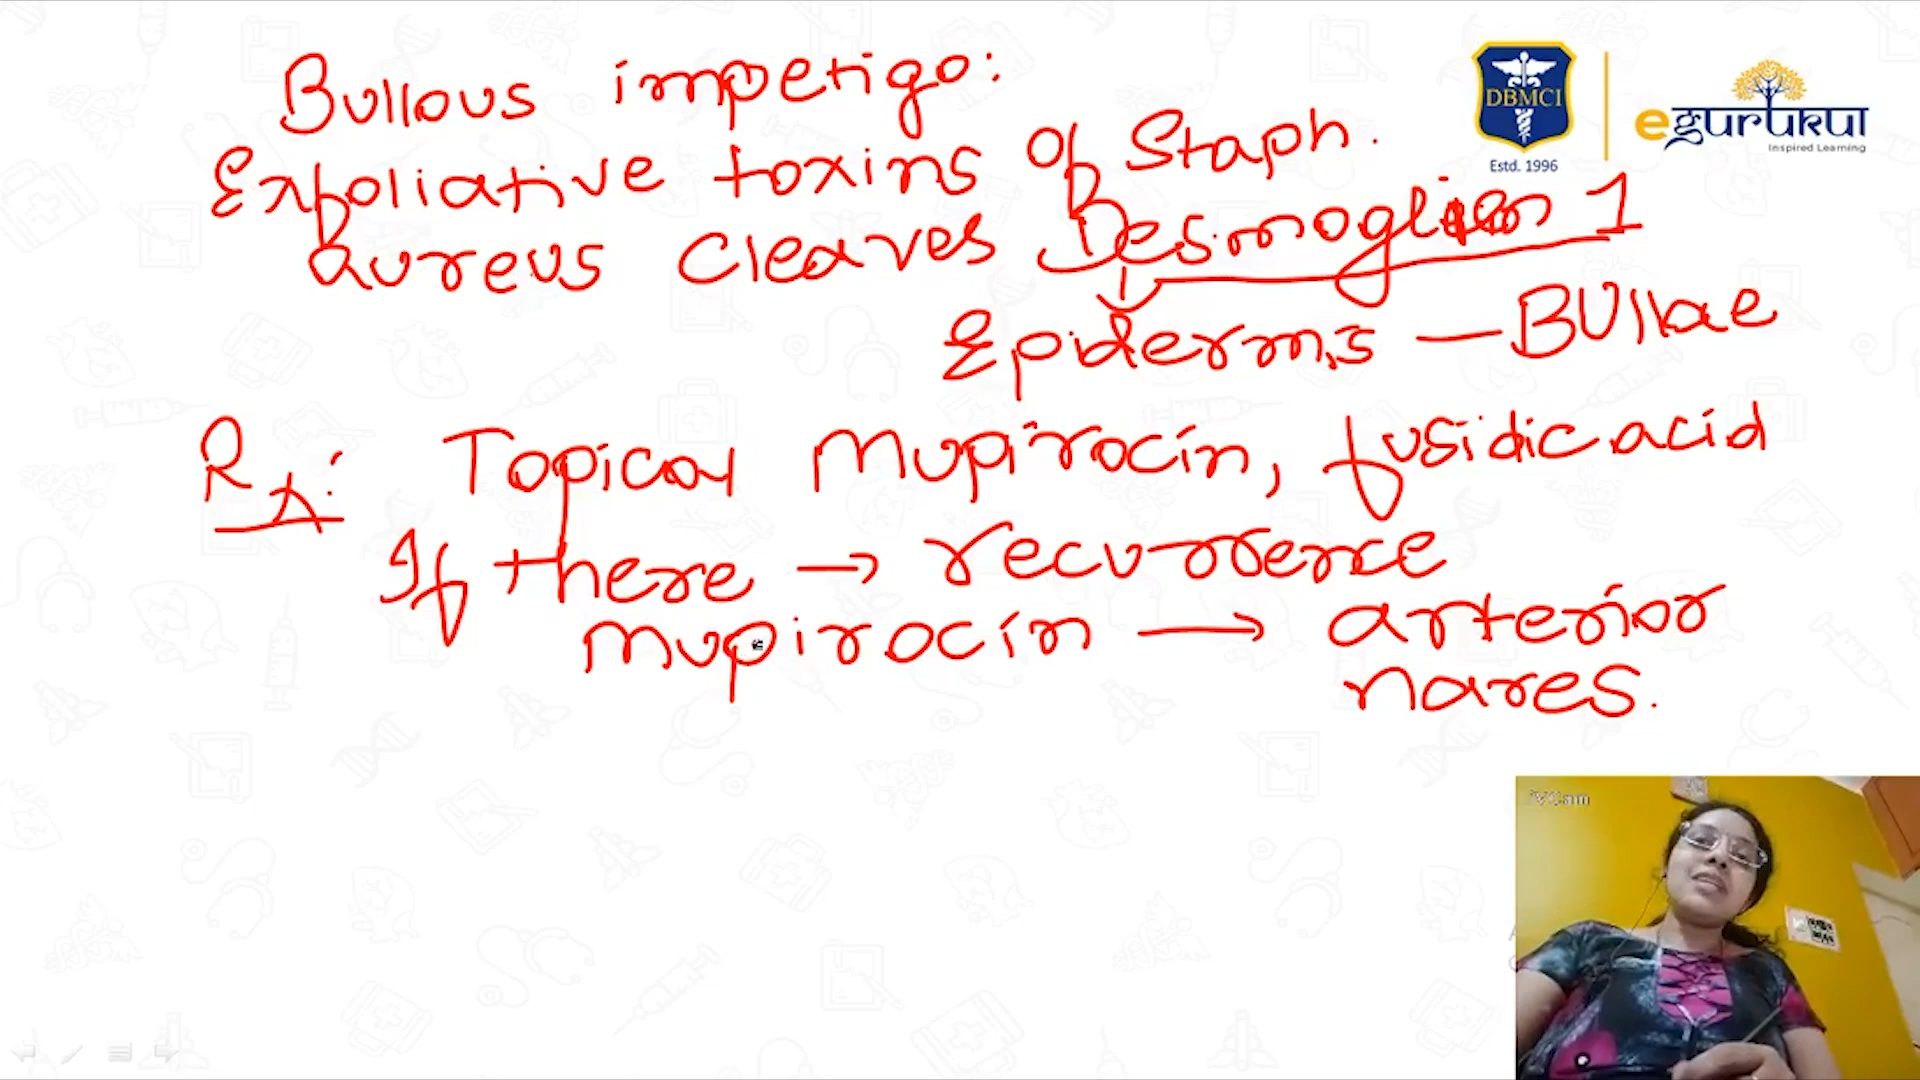 Bullous impetigo:
Exfoliative toxins of Staph.
aureus cleaves Desmoglien 1
Epidermis — BUllae
Rx: Topical Mupirocin, fusidic acid
If there → recurrence
Mupirocin → anterior
nares.
DBMCI
Estd. 1996
egurukul
Inspired Learning